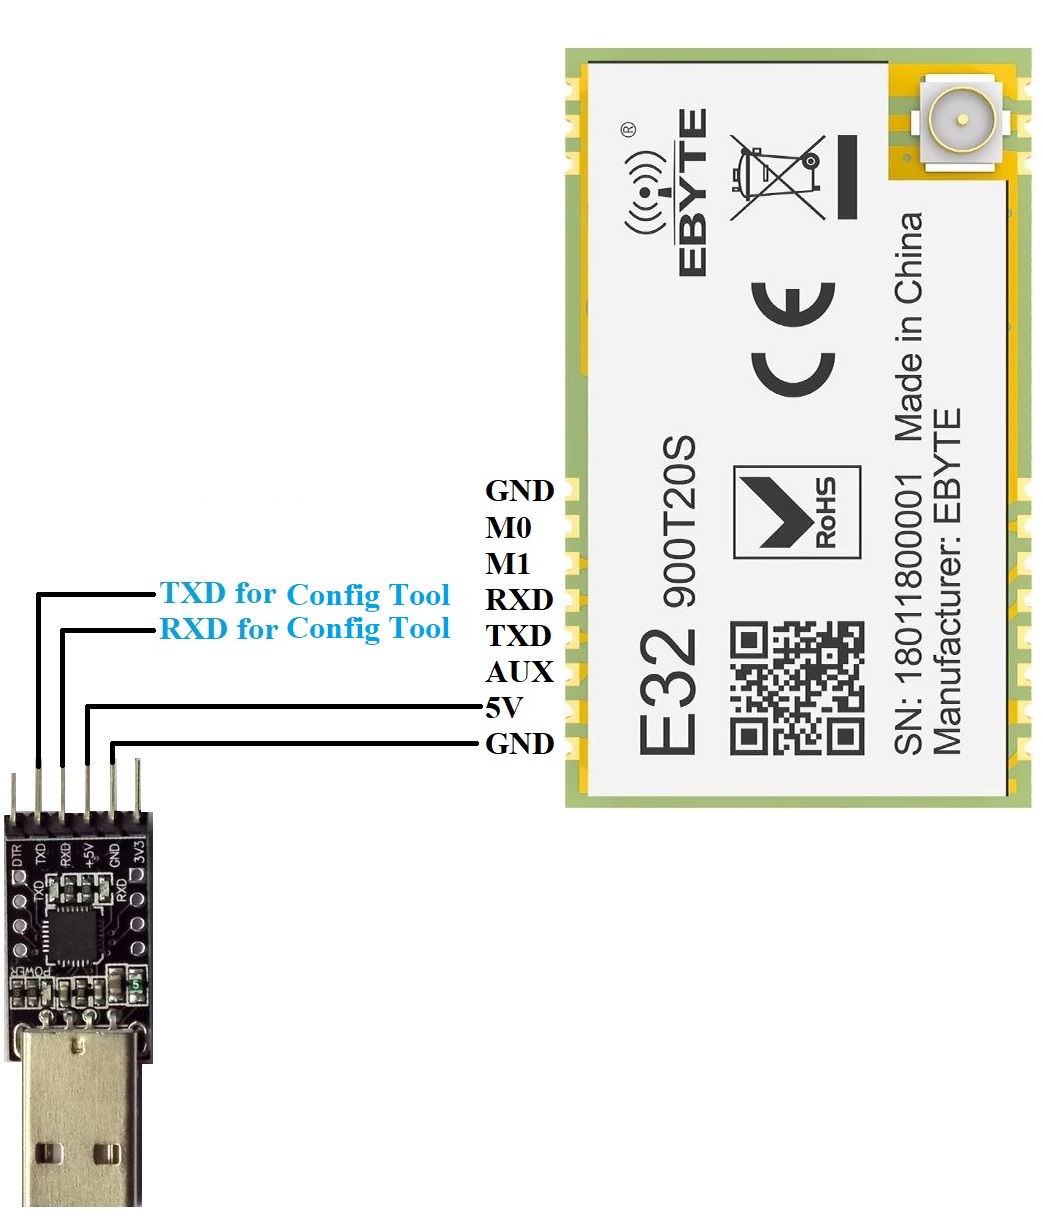 ®
EBYTE
E32 900T20S
RoHS
SN: 18011800001 Made in China
Manufacturer: EBYTE
GND
M0
M1
TXD for Config Tool
RXD
RXD for Config Tool
TXD
AUX
5V
GND
DTR
TXD
RXD
+5V
GND
3V3
TXD
RXD
POWER
5